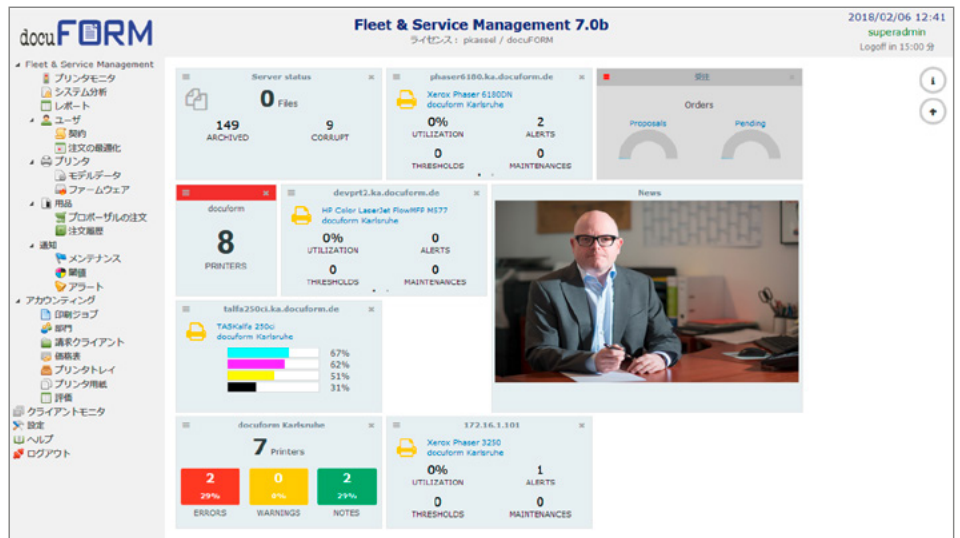 docuFORM
Fleet & Service Management 7.0b
ライセンス： pkassel / docuFORM
2018/02/06 12:41
superadmin
Logoff in 15:00 分
Fleet & Service Management
プリンタモニタ
システム分析
レポート
ユーザ
契約
注文の最適化
プリンタ
モデルデータ
ファームウェア
用品
プロポーザルの注文
注文履歴
通知
メンテナンス
閾値
アラート
アカウンティング
印刷ジョブ
部門
請求クライアント
価格表
プリンタトレイ
プリンタ用紙
評価
クライアントモニタ
設定
ヘルプ
ログアウト
Server status
0 Files
149
9
ARCHIVED
CORRUPT
phaser6180.ka.docuform.de
Xerox Phaser 6180DN
docuform Karlsruhe
0%
2
UTILIZATION
ALERTS
0
0
THRESHOLDS
MAINTENANCES
受注
Orders
Proposals
Pending
docuform
8
PRINTERS
devprt2.ka.docuform.de
HP Color LaserJet FlowMFP M577
docuform Karlsruhe
0%
0
UTILIZATION
ALERTS
0
0
THRESHOLDS
MAINTENANCES
News
talfa250ci.ka.docuform.de
TASKalfa 250ci
docuform Karlsruhe
67%
62%
51%
31%
docuform Karlsruhe
7 Printers
2
0
2
29%
0%
29%
ERRORS
WARNINGS
NOTES
172.16.1.101
Xerox Phaser 3250
docuform Karlsruhe
0%
1
UTILIZATION
ALERTS
0
0
THRESHOLDS
MAINTENANCES